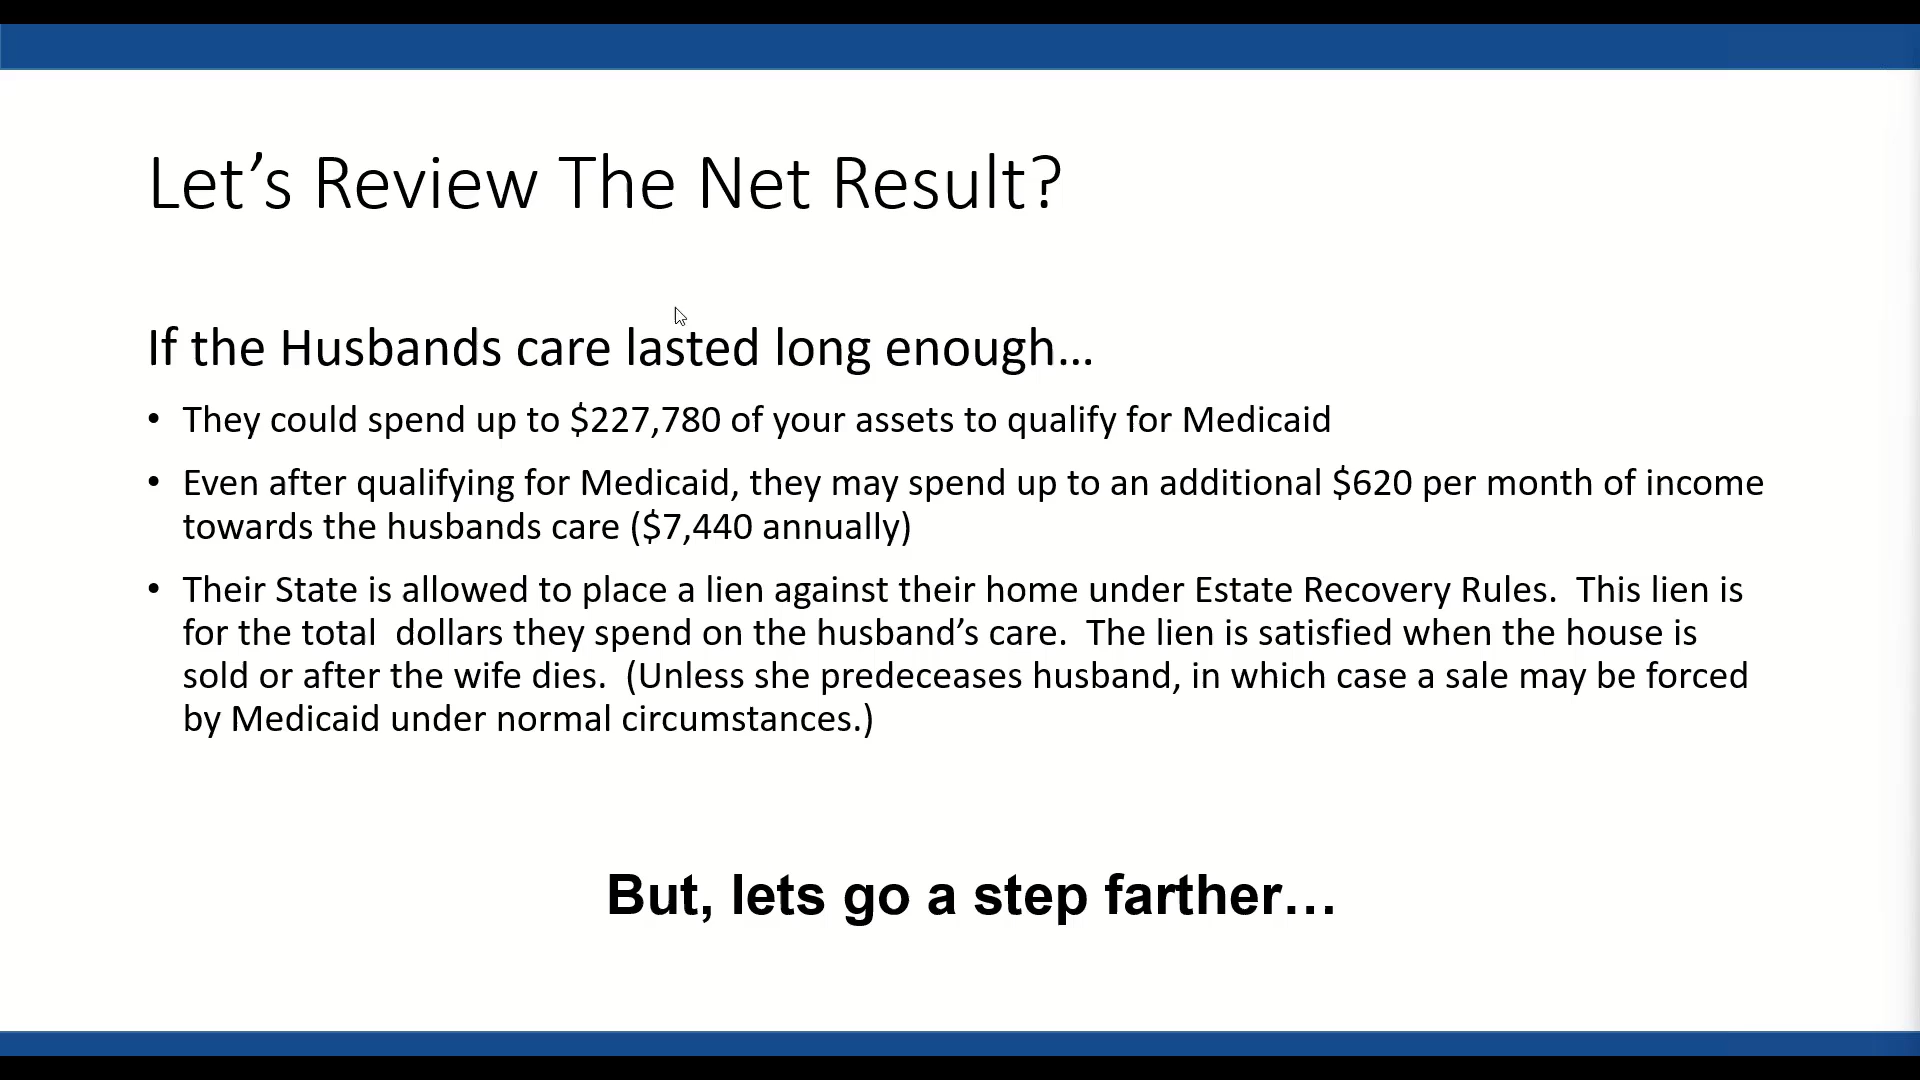 Let’s Review The Net Result?
If the Husbands care lasted long enough…
• They could spend up to $227,780 of your assets to qualify for Medicaid
• Even after qualifying for Medicaid, they may spend up to an additional $620 per month of income
towards the husbands care ($7,440 annually)
• Their State is allowed to place a lien against their home under Estate Recovery Rules.  This lien is
for the total  dollars they spend on the husband’s care.  The lien is satisfied when the house is
sold or after the wife dies.  (Unless she predeceases husband, in which case a sale may be forced
by Medicaid under normal circumstances.)
But, lets go a step farther…